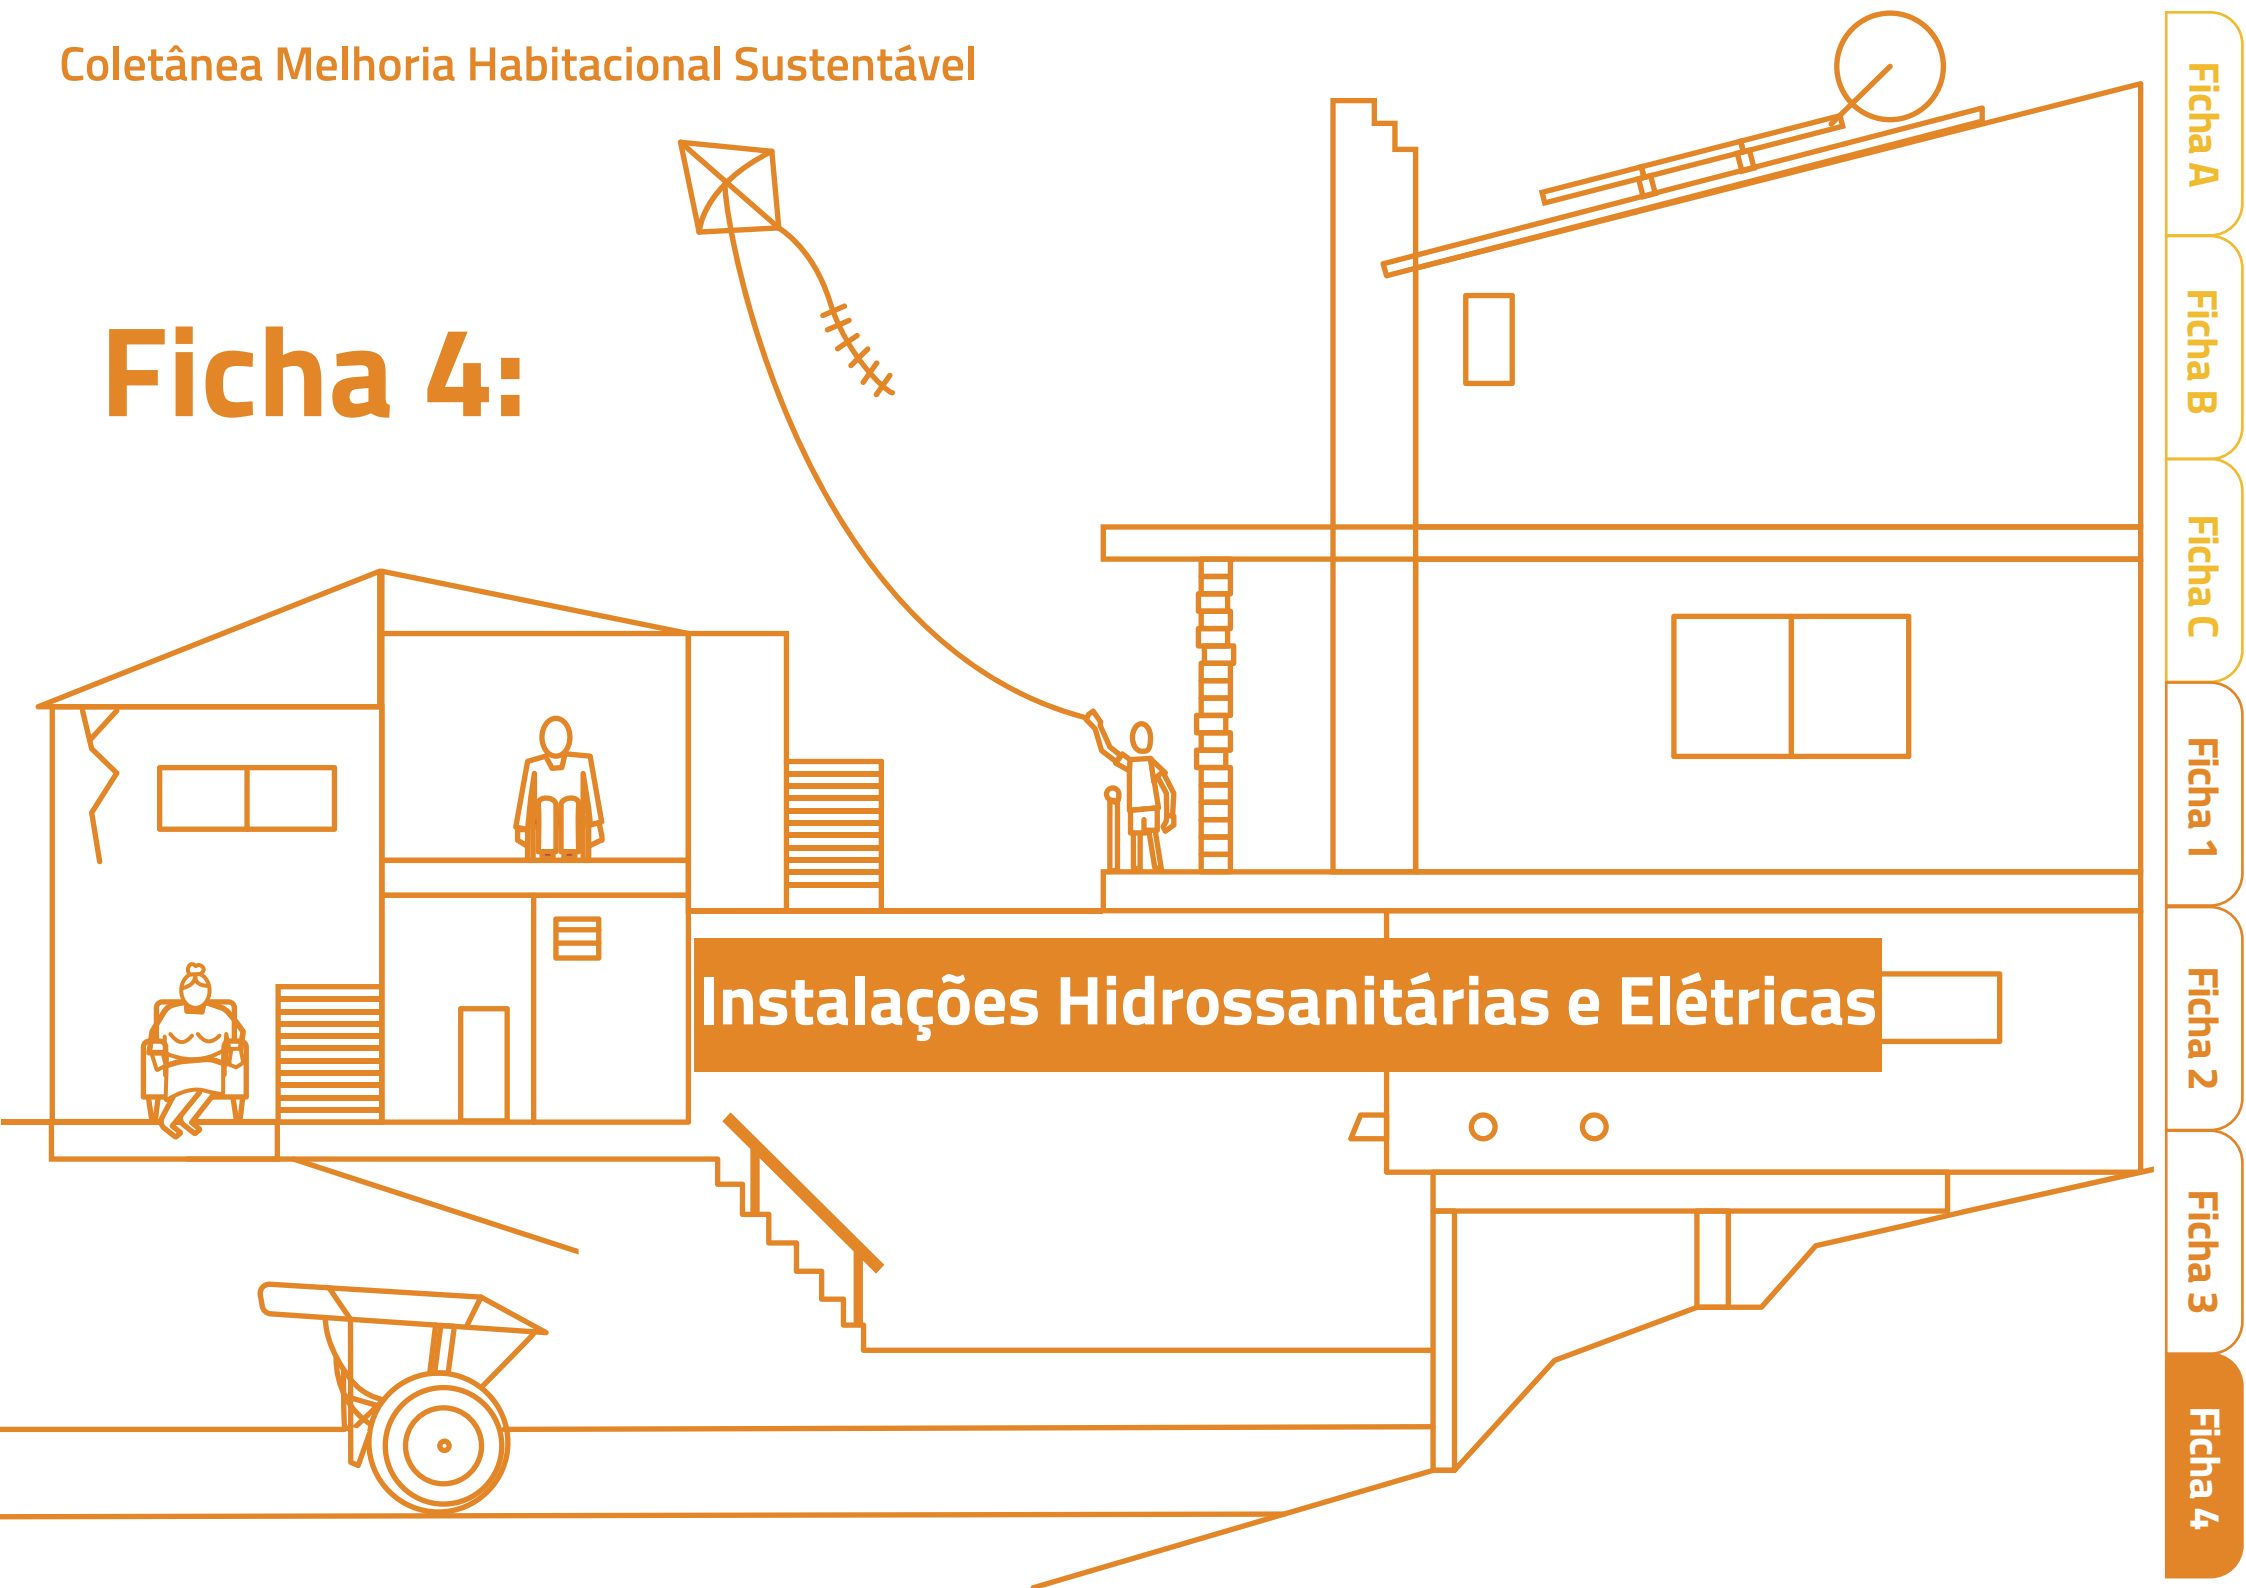 Coletânea Melhoria Habitacional Sustentável
Ficha 4:
Instalações Hidrossanitárias e Elétricas
Ficha A
Ficha B
Ficha C
Ficha 1
Ficha 2
Ficha 3
Ficha 4